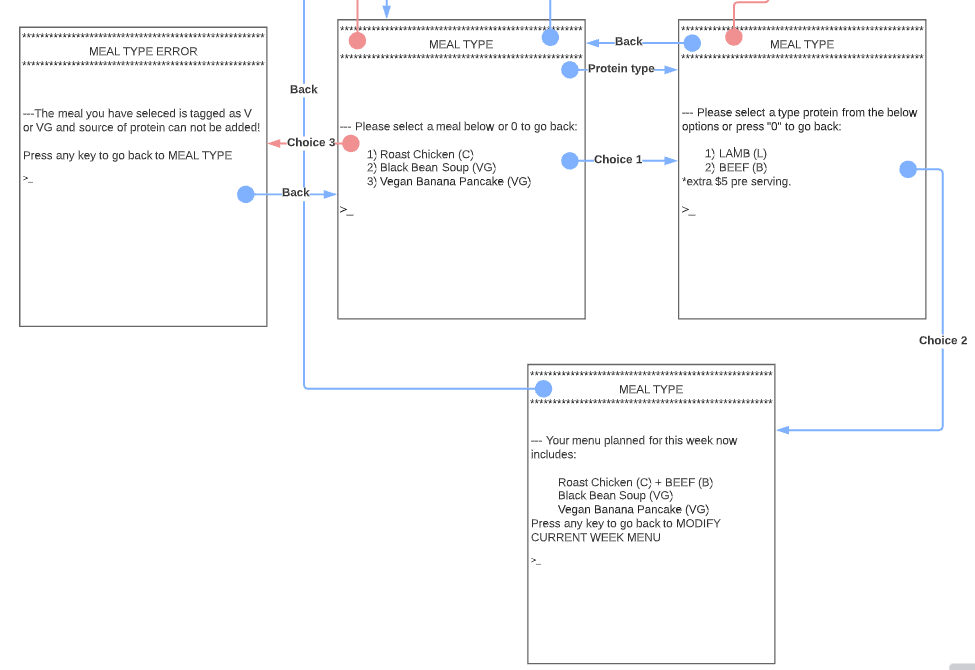 ******************************************************
MEAL TYPE ERROR
******************************************************
---The meal you have seleced is tagged as V
or VG and source of protein can not be added!
Press any key to go back to MEAL TYPE
>_
Back
Back
Choice 3
******************************************************
MEAL TYPE
******************************************************
--- Please select a meal below or 0 to go back:
1) Roast Chicken (C)
2) Black Bean Soup (VG)
3) Vegan Banana Pancake (VG)
>_
Back
Protein type
Choice 1
******************************************************
MEAL TYPE
******************************************************
--- Please select a type protein from the below
options or press "0" to go back:
1) LAMB (L)
2) BEEF (B)
*extra $5 pre serving.
>_
Choice 2
******************************************************
MEAL TYPE
******************************************************
--- Your menu planned for this week now
includes:
Roast Chicken (C) + BEEF (B)
Black Bean Soup (VG)
Vegan Banana Pancake (VG)
Press any key to go back to MODIFY
CURRENT WEEK MENU
>_